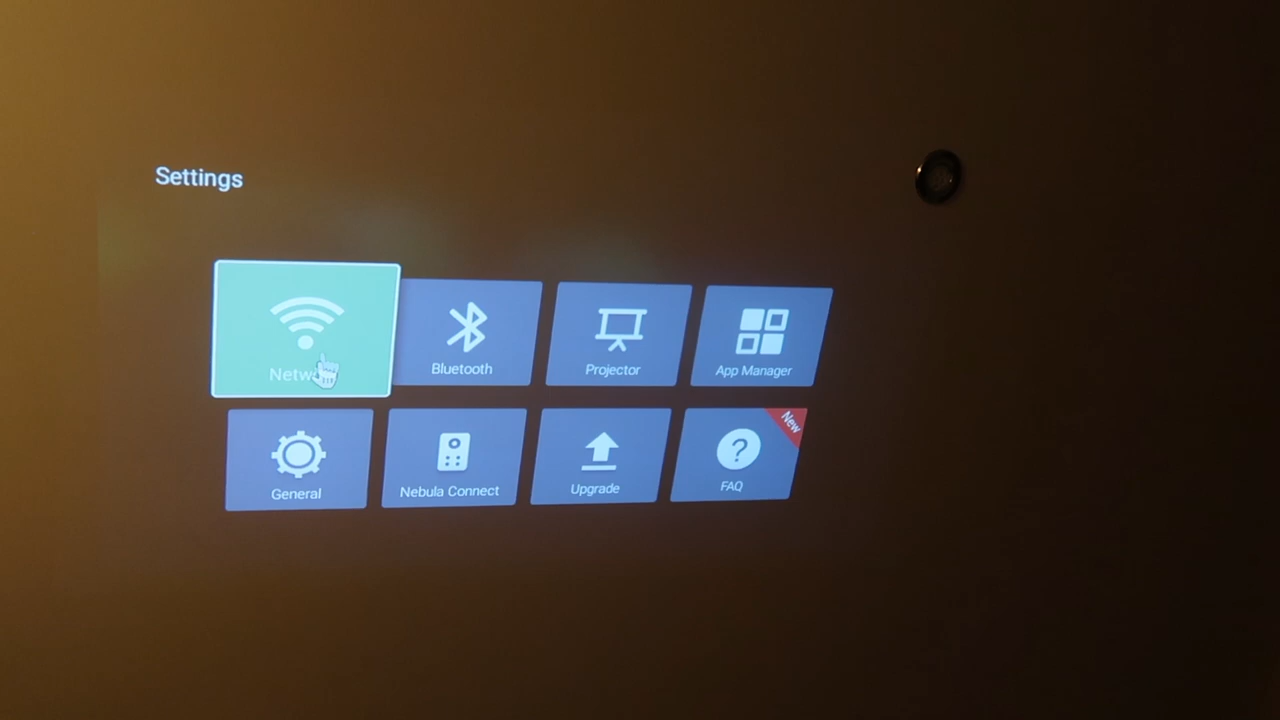 Settings
Bluetooth
Projector
App Manager
General
Nebula Connect
Upgrade
FAQ
New